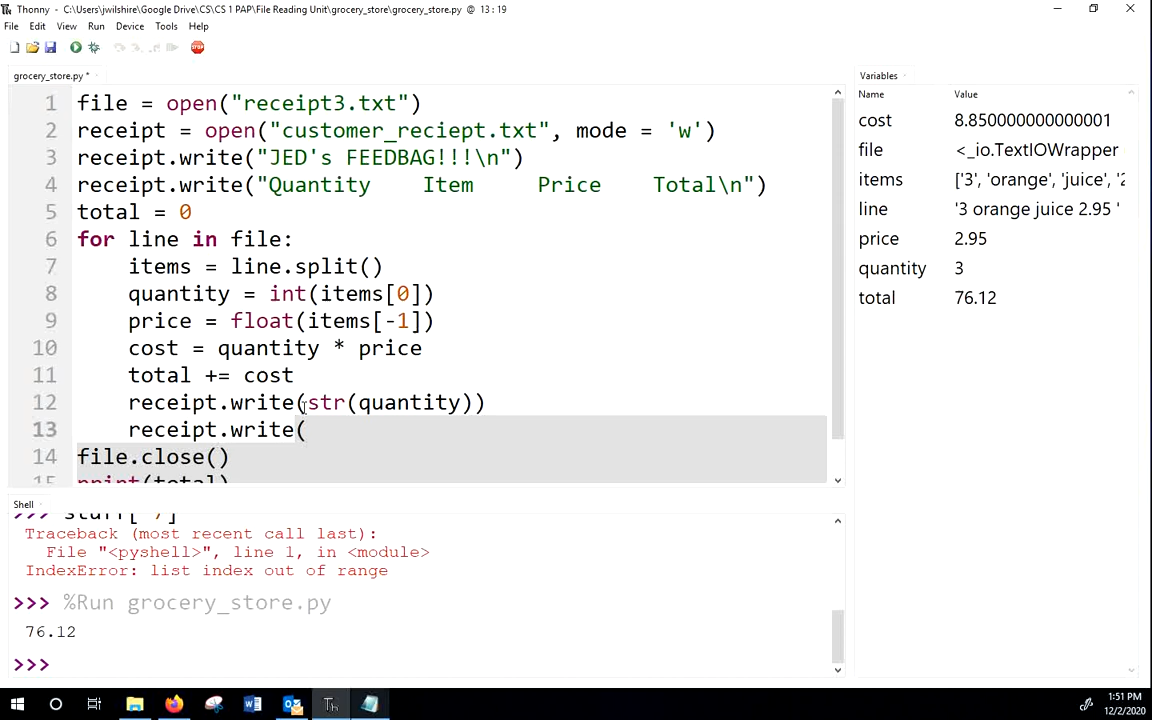 Thonny - C:\Users\jwilshire\Google Drive\CS\CS 1 PAP\File Reading Unit\grocery_store\grocery_store.py @ 13 : 19
File Edit View Run Device Tools Help
STOP
grocery_store.py *
1 file = open("receipt3.txt")
2 receipt = open("customer_reciept.txt", mode = 'w')
3 receipt.write("JED's FEEDBAG!!!\n")
4 receipt.write("Quantity    Item     Price    Total\n")
5 total = 0
6 for line in file:
7     items = line.split()
8     quantity = int(items[0])
9     price = float(items[-1])
10     cost = quantity * price
11     total += cost
12     receipt.write(str(quantity))
13     receipt.write(
14 file.close()
15 print(total)
Variables
Name Value
cost 8.850000000000001
file <_io.TextIOWrapper
items ['3', 'orange', 'juice', '2
line '3 orange juice 2.95 '
price 2.95
quantity 3
total 76.12
Shell
>>> stuff[-7]
Traceback (most recent call last):
  File "<pyshell>", line 1, in <module>
IndexError: list index out of range
>>> %Run grocery_store.py
76.12
>>>
1:51 PM
12/2/2020